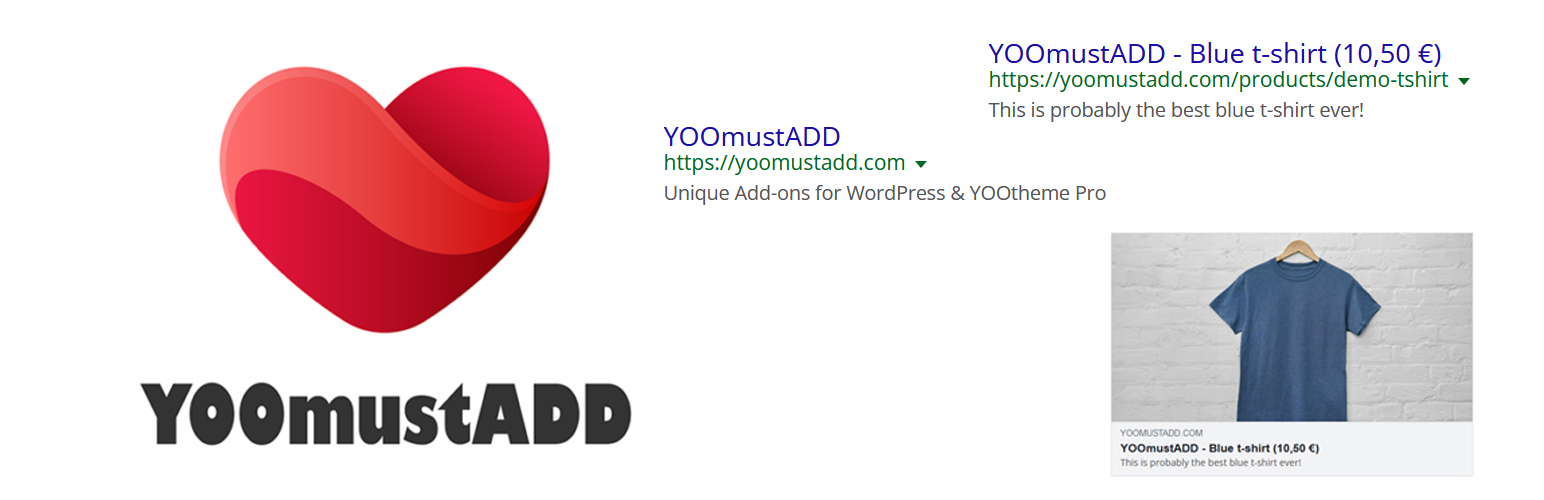 YOOmustADD
YOOmustADD
https://yoomustadd.com
Unique Add-ons for WordPress & YOOtheme Pro
YOOmustADD - Blue t-shirt (10,50 €)
https://yoomustadd.com/products/demo-tshirt
This is probably the best blue t-shirt ever!
YOOMUSTADD.COM
YOOmustADD - Blue t-shirt (10,50 €)
This is probably the best blue t-shirt ever!